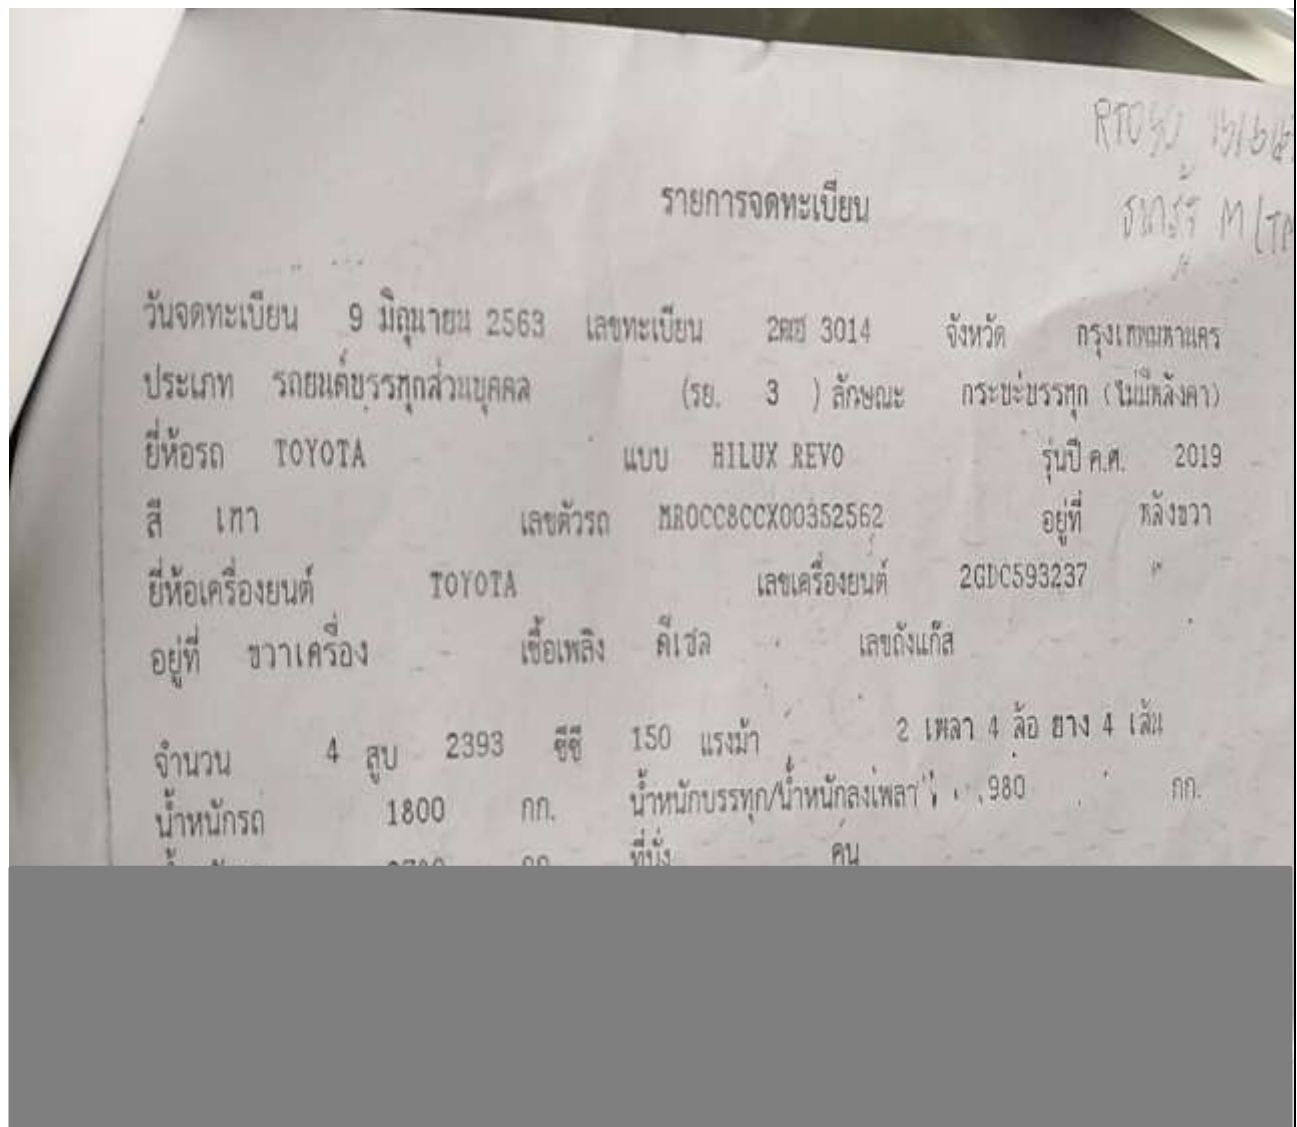 RTO50
รายการจดทะเบียน
วันจดทะเบียน 9 มิถุนายน 2563 เลขทะเบียน 3014 จังหวัด กรุงเทพมหานคร
ประเภท รถยนต์บรรทุกส่วนบุคคล (รย. 3 ) ลักษณะ กระบะบรรทุก (ไม่มีหลังคา)
ยี่ห้อรถ TOYOTA แบบ HILUX REVO รุ่นปี ค.ศ. 2019
สี เทา เลขตัวรถ MR0CC8CCX00352562 อยู่ที่ หลังขวา
ยี่ห้อเครื่องยนต์ TOYOTA เลขเครื่องยนต์ 2GDC593237
อยู่ที่ ขวาเครื่อง เชื้อเพลิง ดีเซล เลขถังแก๊ส
จำนวน 4 สูบ 2393 ซีซี 150 แรงม้า 2 เพลา 4 ล้อ ยาง 4 เส้น
น้ำหนักรถ 1800 กก. น้ำหนักบรรทุก/น้ำหนักลงเพลา 980 กก.
ที่นั่ง คน